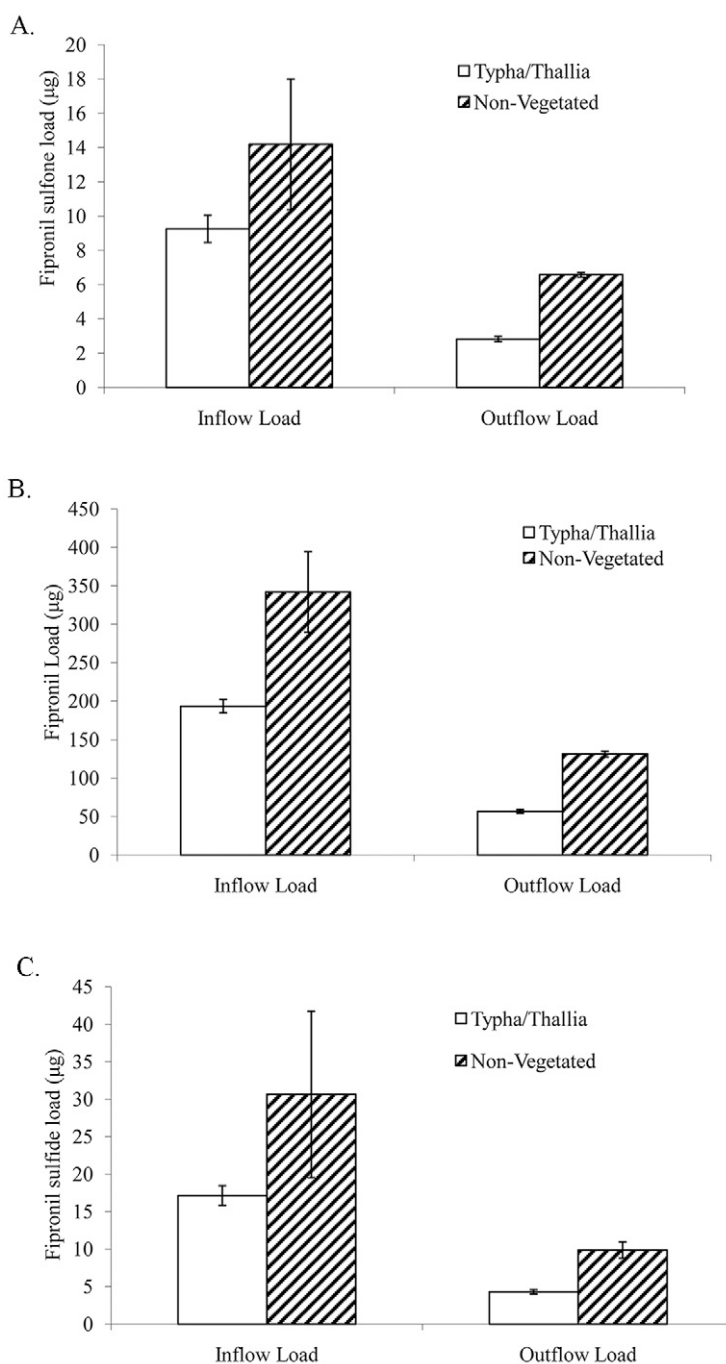 A.
Fipronil sulfone load (μg)
20
18
16
14
12
10
8
6
4
2
0
Typha/Thallia
Non-Vegetated
Inflow Load
Outflow Load
B.
Fipronil Load (μg)
450
400
350
300
250
200
150
100
50
0
Typha/Thallia
Non-Vegetated
Inflow Load
Outflow Load
C.
Fipronil sulfide load (μg)
45
40
35
30
25
20
15
10
5
0
Typha/Thallia
Non-Vegetated
Inflow Load
Outflow Load